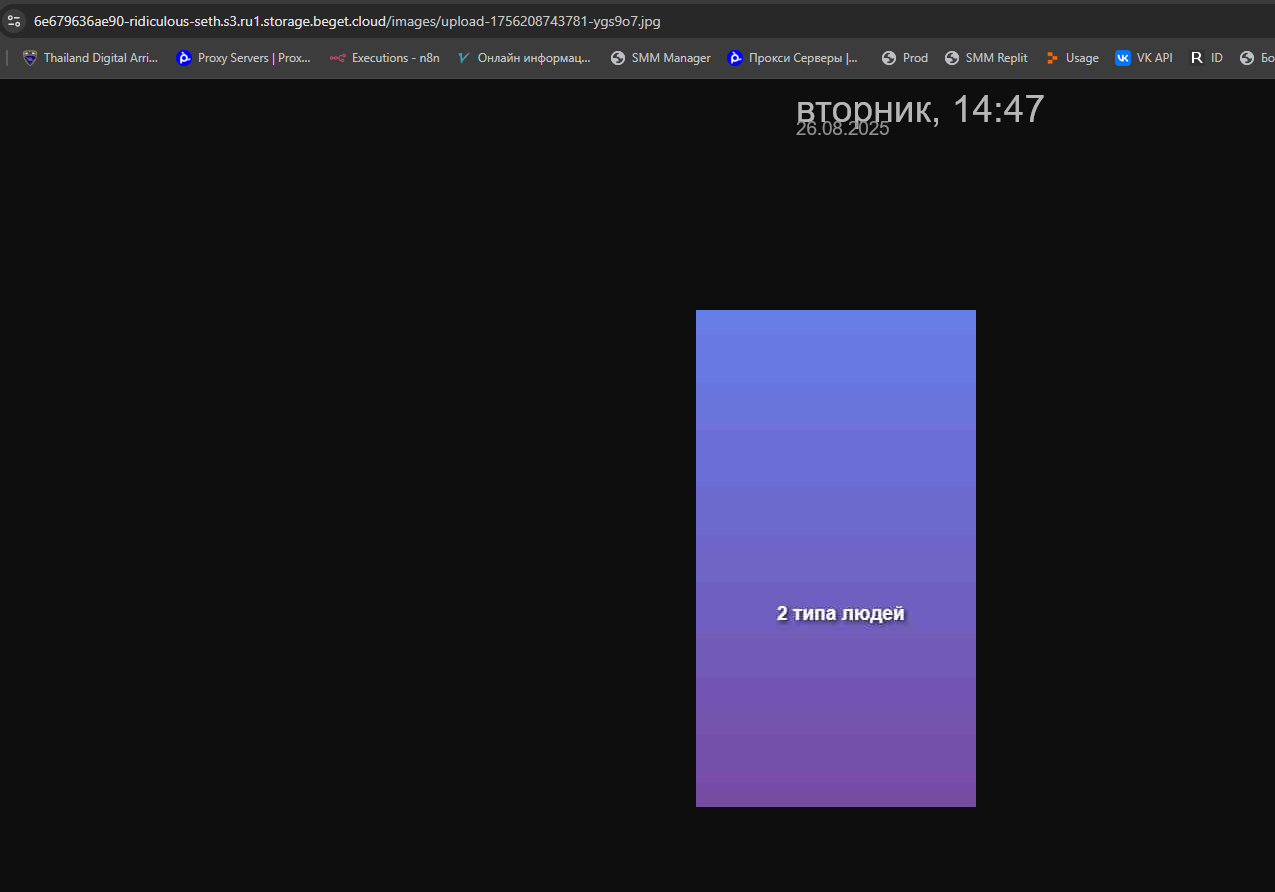 6e679636ae90-ridiculous-seth.s3.ru1.storage.beget.cloud/images/upload-1756208743781-ygs9o7.jpg
Thailand Digital Arri... Proxy Servers | Prox... Executions - n8n Онлайн информац... SMM Manager Прокси Серверы |... Prod SMM Replit Usage VK API R ID Бо
вторник, 14:47
26.08.2025
2 типа людей